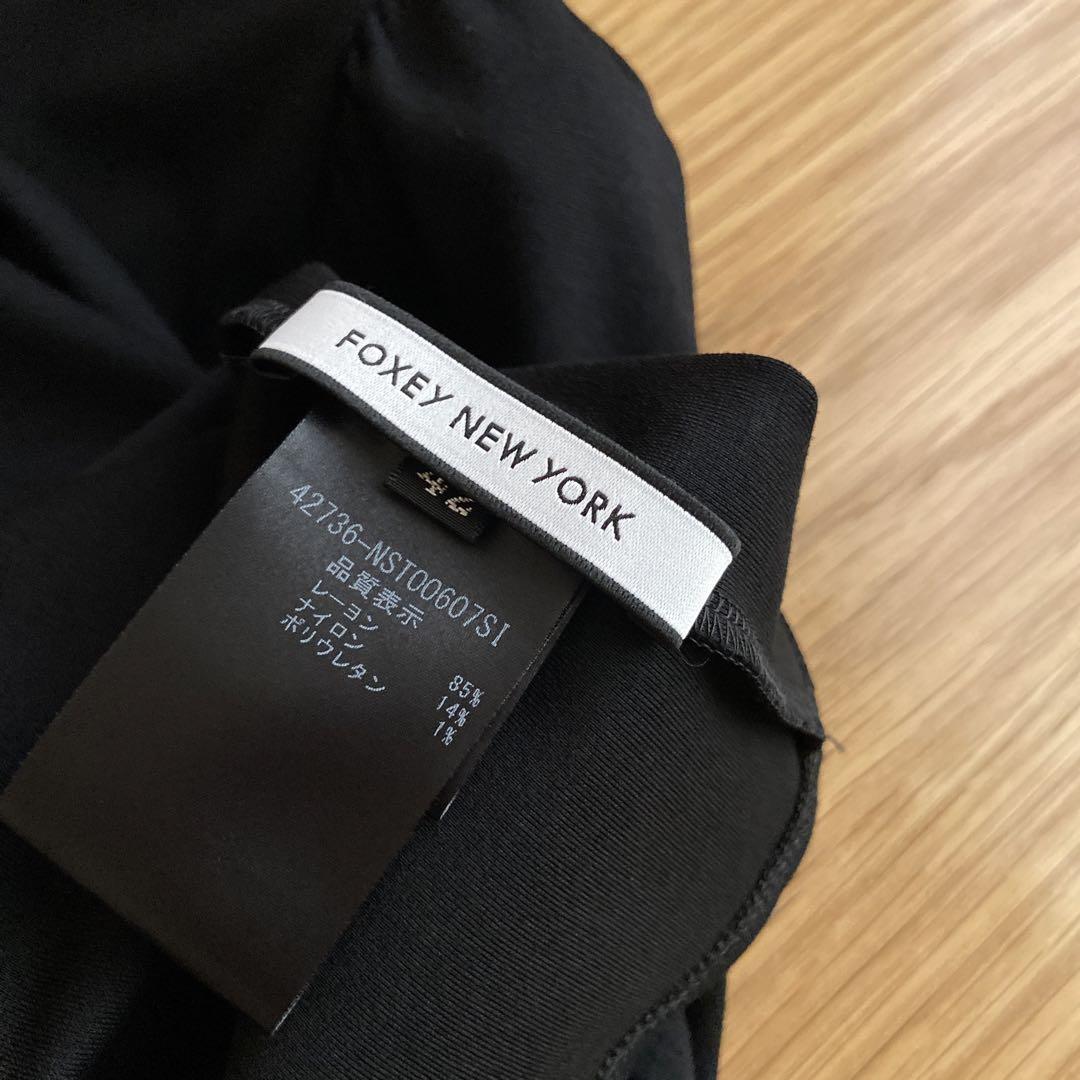 FOXEY NEW YORK
42
42736-NST00607SI
品質表示
レーヨン 85%
ナイロン 14%
ポリウレタン 1%